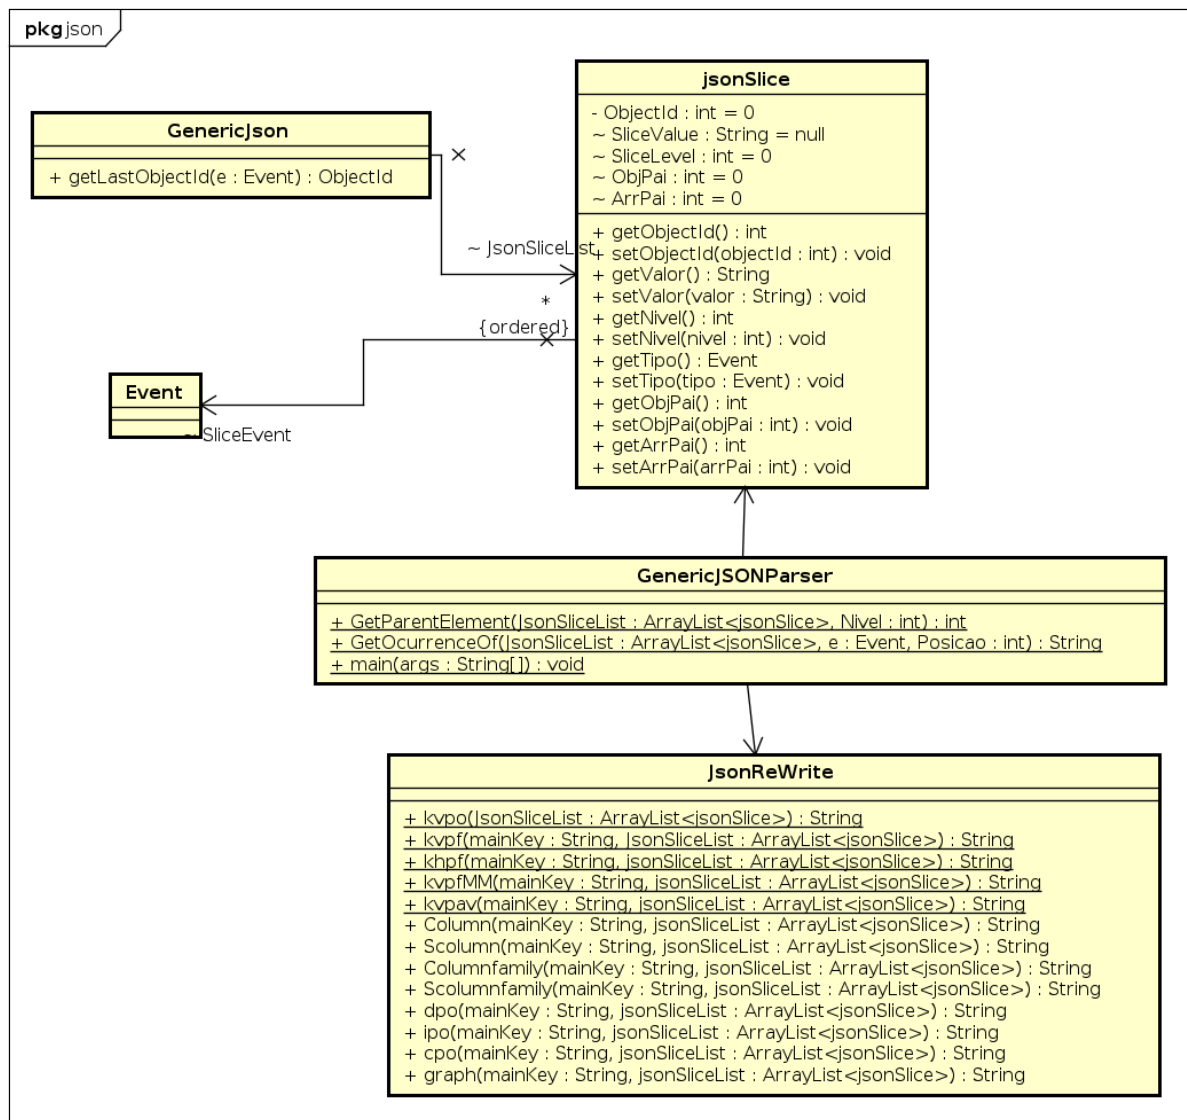 pkg json
jsonSlice
- ObjectId : int = 0
~ SliceValue : String = null
~ SliceLevel : int = 0
~ ObjPai : int = 0
~ ArrPai : int = 0
+ getObjectId() : int
+ setObjectId(objectId : int) : void
+ getValor() : String
+ setValor(valor : String) : void
+ getNivel() : int
+ setNivel(nivel : int) : void
+ getTipo() : Event
+ setTipo(tipo : Event) : void
+ getObjPai() : int
+ setObjPai(objPai : int) : void
+ getArrPai() : int
+ setArrPai(arrPai : int) : void
GenericJson
+ getLastObjectId(e : Event) : ObjectId
~ JsonSliceList
*
{ordered}
Event
~ SliceEvent
GenericJSONParser
+ GetParentElement(JsonSliceList : ArrayList<jsonSlice>, Nivel : int) : int
+ GetOcurrenceOf(JsonSliceList : ArrayList<jsonSlice>, e : Event, Posicao : int) : String
+ main(args : String[]) : void
JsonReWrite
+ kvpo(JsonSliceList : ArrayList<jsonSlice>) : String
+ kvpf(mainKey : String, JsonSliceList : ArrayList<jsonSlice>) : String
+ khpf(mainKey : String, jsonSliceList : ArrayList<jsonSlice>) : String
+ kvpfMM(mainKey : String, jsonSliceList : ArrayList<jsonSlice>) : String
+ kvpav(mainKey : String, jsonSliceList : ArrayList<jsonSlice>) : String
+ Column(mainKey : String, jsonSliceList : ArrayList<jsonSlice>) : String
+ Scolumn(mainKey : String, jsonSliceList : ArrayList<jsonSlice>) : String
+ Columnfamily(mainKey : String, jsonSliceList : ArrayList<jsonSlice>) : String
+ Scolumnfamily(mainKey : String, jsonSliceList : ArrayList<jsonSlice>) : String
+ dpo(mainKey : String, jsonSliceList : ArrayList<jsonSlice>) : String
+ ipo(mainKey : String, jsonSliceList : ArrayList<jsonSlice>) : String
+ cpo(mainKey : String, jsonSliceList : ArrayList<jsonSlice>) : String
+ graph(mainKey : String, jsonSliceList : ArrayList<jsonSlice>) : String